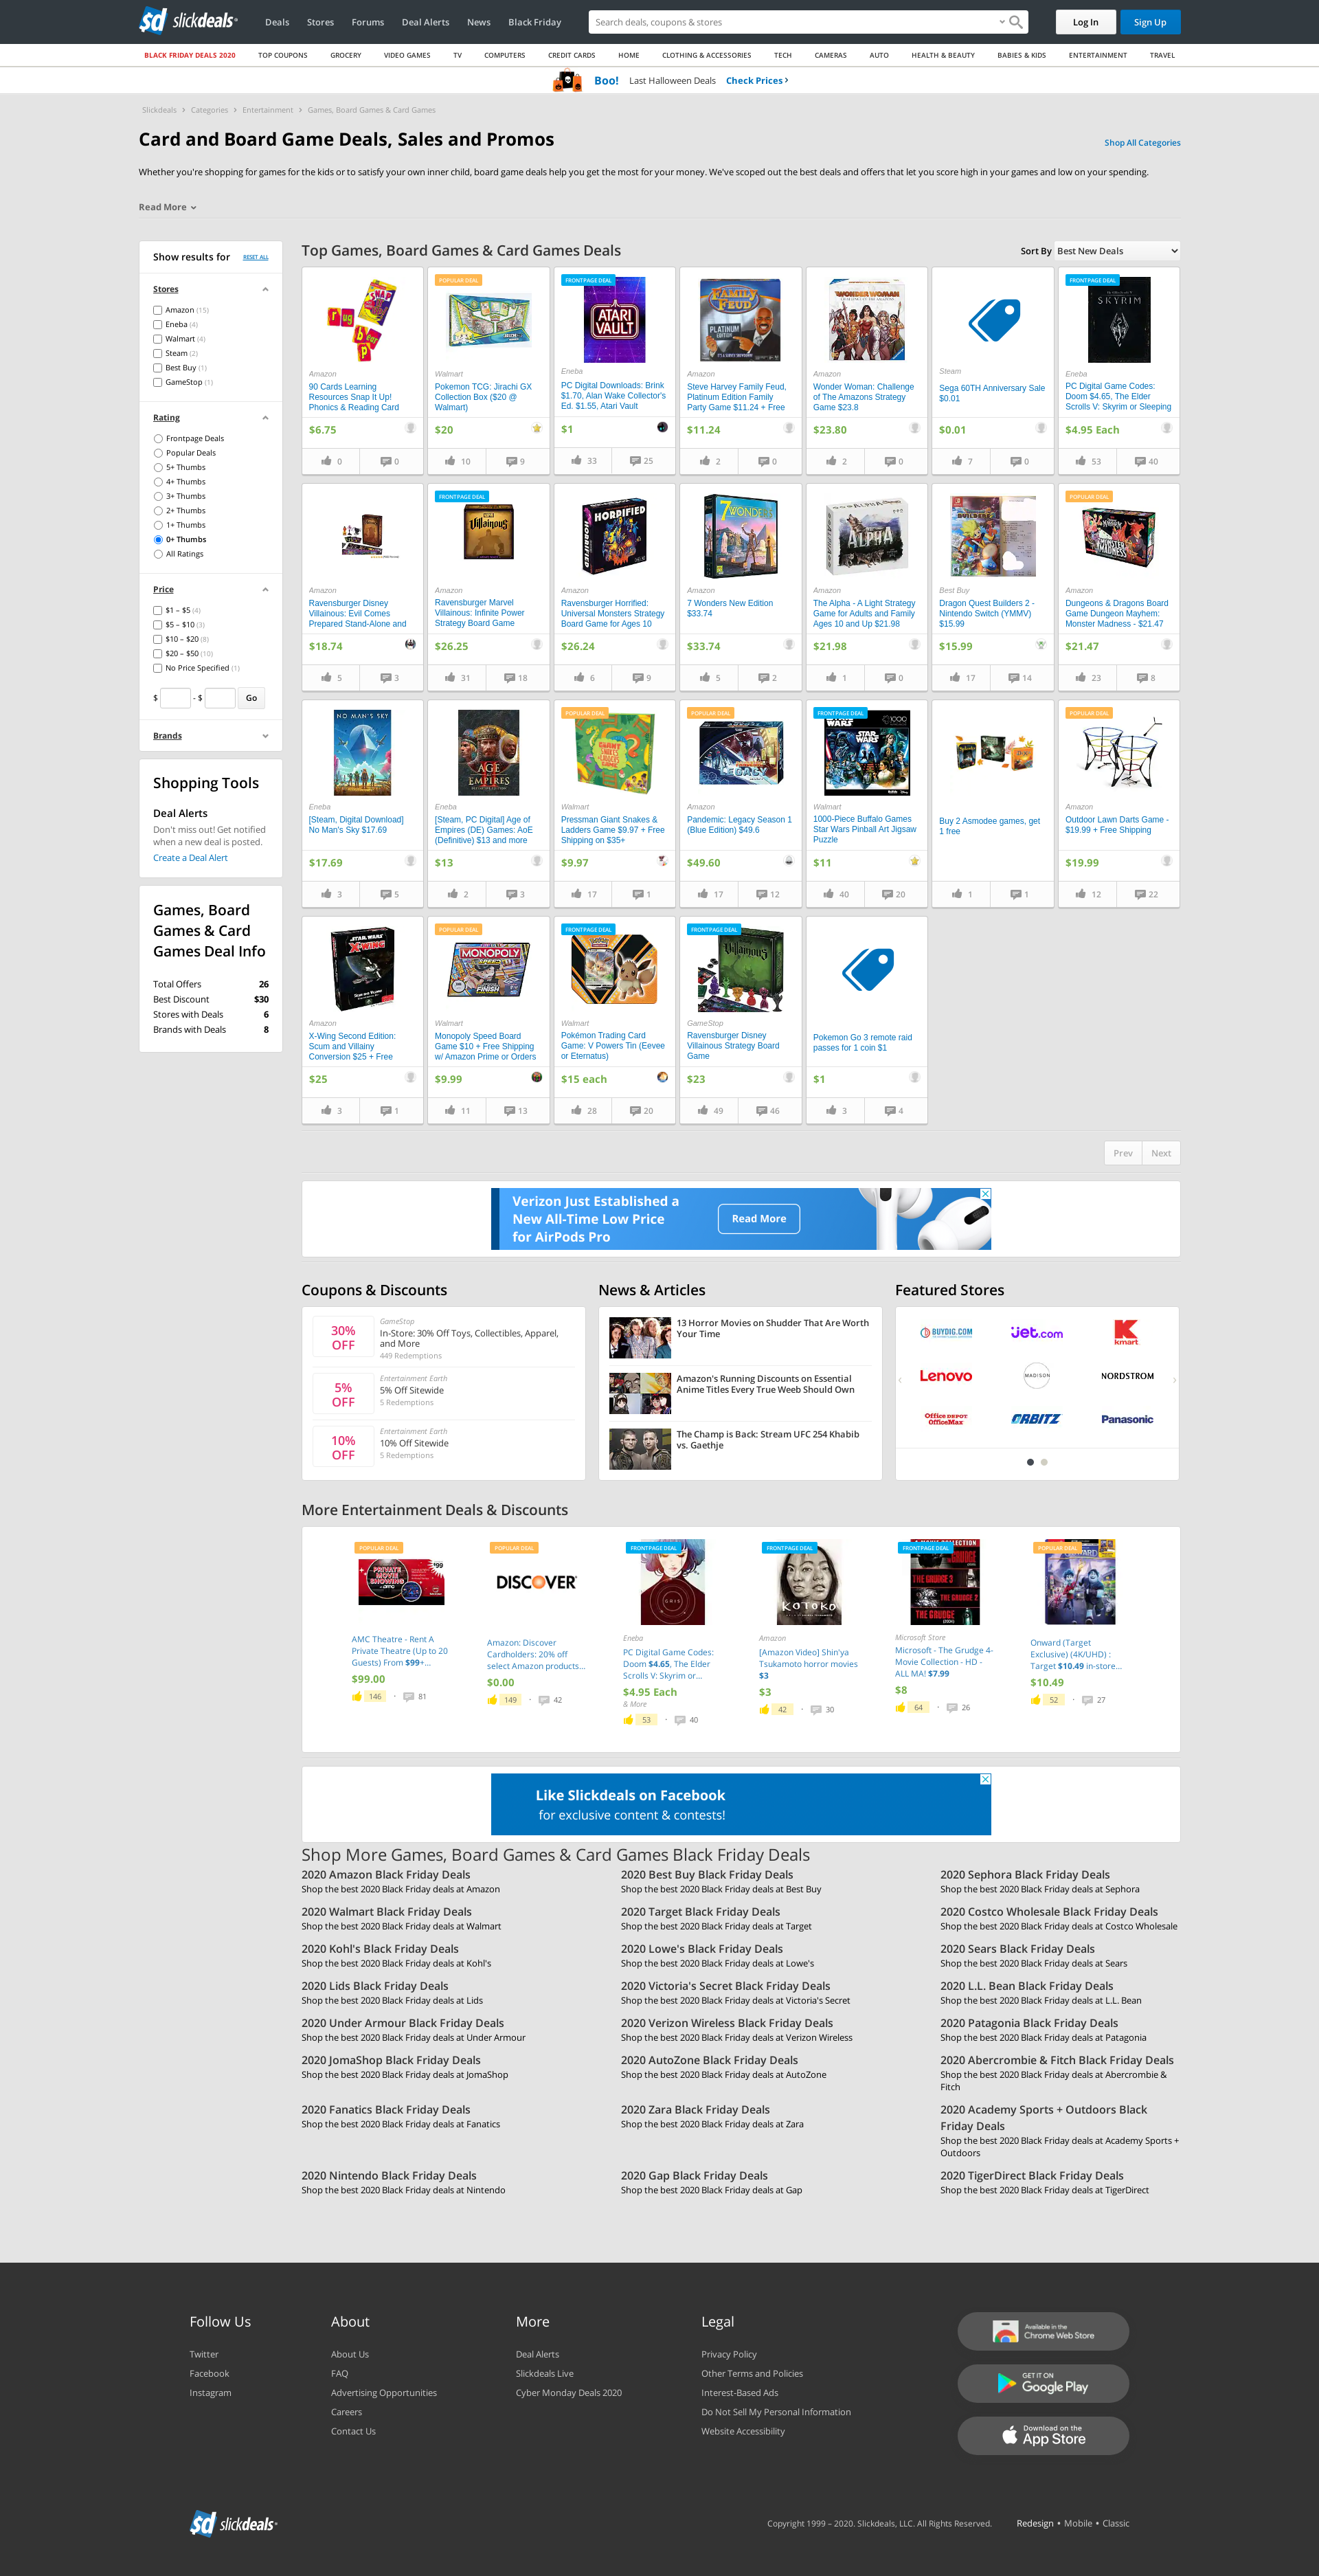 slickdeals
Deals Stores Forums Deal Alerts News Black Friday
Search deals, coupons & stores
Log In Sign Up
BLACK FRIDAY DEALS 2020 TOP COUPONS GROCERY VIDEO GAMES TV COMPUTERS CREDIT CARDS HOME CLOTHING & ACCESSORIES TECH CAMERAS AUTO HEALTH & BEAUTY BABIES & KIDS ENTERTAINMENT TRAVEL
Boo! Last Halloween Deals Check Prices
Slickdeals Categories Entertainment Games, Board Games & Card Games
Card and Board Game Deals, Sales and Promos
Shop All Categories
Whether you're shopping for games for the kids or to satisfy your own inner child, board game deals help you get the most for your money. We've scoped out the best deals and offers that let you score high in your games and low on your spending.
Read More
Show results for RESET ALL
Stores
Amazon (15)
Eneba (4)
Walmart (4)
Steam (2)
Best Buy (1)
GameStop (1)
Rating
Frontpage Deals
Popular Deals
5+ Thumbs
4+ Thumbs
3+ Thumbs
2+ Thumbs
1+ Thumbs
0+ Thumbs
All Ratings
Price
$1 – $5 (4)
$5 – $10 (3)
$10 – $20 (8)
$20 – $50 (10)
No Price Specified (1)
$ - $ Go
Brands
Shopping Tools
Deal Alerts
Don't miss out! Get notified
when a new deal is posted.
Create a Deal Alert
Games, Board
Games & Card
Games Deal Info
Total Offers 26
Best Discount $30
Stores with Deals 6
Brands with Deals 8
Top Games, Board Games & Card Games Deals
Sort By Best New Deals
Amazon
90 Cards Learning
Resources Snap It Up!
Phonics & Reading Card
$6.75
0 0
POPULAR DEAL
Walmart
Pokemon TCG: Jirachi GX
Collection Box ($20 @
Walmart)
$20
10 9
FRONTPAGE DEAL
ATARI
VAULT
Eneba
PC Digital Downloads: Brink
$1.70, Alan Wake Collector's
Ed. $1.55, Atari Vault
$1
33 25
FAMILY
FEUD
PLATINUM
EDITION
Amazon
Steve Harvey Family Feud,
Platinum Edition Family
Party Game $11.24 + Free
$11.24
2 0
WONDER WOMAN
Amazon
Wonder Woman: Challenge
of The Amazons Strategy
Game $23.8
$23.80
2 0
Steam
Sega 60TH Anniversary Sale
$0.01
$0.01
7 0
FRONTPAGE DEAL
SKYRIM
Eneba
PC Digital Game Codes:
Doom $4.65, The Elder
Scrolls V: Skyrim or Sleeping
$4.95 Each
53 40
Amazon
Ravensburger Disney
Villainous: Evil Comes
Prepared Stand-Alone and
$18.74
5 3
FRONTPAGE DEAL
Villainous
Amazon
Ravensburger Marvel
Villainous: Infinite Power
Strategy Board Game
$26.25
31 18
HORRIFIED
Amazon
Ravensburger Horrified:
Universal Monsters Strategy
Board Game for Ages 10
$26.24
6 9
7 WONDERS
Amazon
7 Wonders New Edition
$33.74
$33.74
5 2
ALPHA
Amazon
The Alpha - A Light Strategy
Game for Adults and Family
Ages 10 and Up $21.98
$21.98
1 0
BUILDERS
Best Buy
Dragon Quest Builders 2 -
Nintendo Switch (YMMV)
$15.99
$15.99
17 14
POPULAR DEAL
MONSTER
MADNESS
Amazon
Dungeons & Dragons Board
Game Dungeon Mayhem:
Monster Madness - $21.47
$21.47
23 8
NO MAN'S SKY
Eneba
[Steam, Digital Download]
No Man's Sky $17.69
$17.69
3 5
AGE
EMPIRES
Eneba
[Steam, PC Digital] Age of
Empires (DE) Games: AoE
(Definitive) $13 and more
$13
2 3
POPULAR DEAL
GIANT
SNAKES
LADDERS
GAME
Walmart
Pressman Giant Snakes &
Ladders Game $9.97 + Free
Shipping on $35+
$9.97
17 1
POPULAR DEAL
LEGACY
Amazon
Pandemic: Legacy Season 1
(Blue Edition) $49.6
$49.60
17 12
FRONTPAGE DEAL
STAR WARS
1000
Walmart
1000-Piece Buffalo Games
Star Wars Pinball Art Jigsaw
Puzzle
$11
40 20
Buy 2 Asmodee games, get
1 free
1 1
POPULAR DEAL
Amazon
Outdoor Lawn Darts Game -
$19.99 + Free Shipping
$19.99
12 22
STAR WARS
X-WING
Amazon
X-Wing Second Edition:
Scum and Villainy
Conversion $25 + Free
$25
3 1
POPULAR DEAL
MONOPOLY
SPEED
FINISH
Walmart
Monopoly Speed Board
Game $10 + Free Shipping
w/ Amazon Prime or Orders
$9.99
11 13
FRONTPAGE DEAL
Walmart
Pokémon Trading Card
Game: V Powers Tin (Eevee
or Eternatus)
$15 each
28 20
FRONTPAGE DEAL
Villainous
GameStop
Ravensburger Disney
Villainous Strategy Board
Game
$23
49 46
Pokemon Go 3 remote raid
passes for 1 coin $1
$1
3 4
Prev Next
Verizon Just Established a
New All-Time Low Price
for AirPods Pro
Read More
Coupons & Discounts
30%
OFF
GameStop
In-Store: 30% Off Toys, Collectibles, Apparel,
and More
449 Redemptions
5%
OFF
Entertainment Earth
5% Off Sitewide
5 Redemptions
10%
OFF
Entertainment Earth
10% Off Sitewide
5 Redemptions
News & Articles
13 Horror Movies on Shudder That Are Worth
Your Time
Amazon's Running Discounts on Essential
Anime Titles Every True Weeb Should Own
The Champ is Back: Stream UFC 254 Khabib
vs. Gaethje
Featured Stores
BUYDIG.COM jet.com kmart
Lenovo MADISON NORDSTROM
Office DEPOT
OfficeMax
ORBITZ Panasonic
More Entertainment Deals & Discounts
POPULAR DEAL
PRIVATE
MOVIE
SHOWING
$99
AMC Theatre - Rent A
Private Theatre (Up to 20
Guests) From $99+...
$99.00
146 · 81
POPULAR DEAL
DISCOVER
Amazon: Discover
Cardholders: 20% off
select Amazon products...
$0.00
149 · 42
FRONTPAGE DEAL
GRIS
Eneba
PC Digital Game Codes:
Doom $4.65, The Elder
Scrolls V: Skyrim or...
$4.95 Each
& More
53 · 40
FRONTPAGE DEAL
KOTOKO
Amazon
[Amazon Video] Shin'ya
Tsukamoto horror movies
$3
$3
42 · 30
FRONTPAGE DEAL
THE GRUDGE 3
THE GRUDGE 2
THE GRUDGE
Microsoft Store
Microsoft - The Grudge 4-
Movie Collection - HD -
ALL MA! $7.99
$8
64 · 26
POPULAR DEAL
Onward (Target
Exclusive) (4K/UHD) :
Target $10.49 in-store...
$10.49
52 · 27
Like Slickdeals on Facebook
for exclusive content & contests!
Shop More Games, Board Games & Card Games Black Friday Deals
2020 Amazon Black Friday Deals
Shop the best 2020 Black Friday deals at Amazon
2020 Best Buy Black Friday Deals
Shop the best 2020 Black Friday deals at Best Buy
2020 Sephora Black Friday Deals
Shop the best 2020 Black Friday deals at Sephora
2020 Walmart Black Friday Deals
Shop the best 2020 Black Friday deals at Walmart
2020 Target Black Friday Deals
Shop the best 2020 Black Friday deals at Target
2020 Costco Wholesale Black Friday Deals
Shop the best 2020 Black Friday deals at Costco Wholesale
2020 Kohl's Black Friday Deals
Shop the best 2020 Black Friday deals at Kohl's
2020 Lowe's Black Friday Deals
Shop the best 2020 Black Friday deals at Lowe's
2020 Sears Black Friday Deals
Shop the best 2020 Black Friday deals at Sears
2020 Lids Black Friday Deals
Shop the best 2020 Black Friday deals at Lids
2020 Victoria's Secret Black Friday Deals
Shop the best 2020 Black Friday deals at Victoria's Secret
2020 L.L. Bean Black Friday Deals
Shop the best 2020 Black Friday deals at L.L. Bean
2020 Under Armour Black Friday Deals
Shop the best 2020 Black Friday deals at Under Armour
2020 Verizon Wireless Black Friday Deals
Shop the best 2020 Black Friday deals at Verizon Wireless
2020 Patagonia Black Friday Deals
Shop the best 2020 Black Friday deals at Patagonia
2020 JomaShop Black Friday Deals
Shop the best 2020 Black Friday deals at JomaShop
2020 AutoZone Black Friday Deals
Shop the best 2020 Black Friday deals at AutoZone
2020 Abercrombie & Fitch Black Friday Deals
Shop the best 2020 Black Friday deals at Abercrombie &
Fitch
2020 Fanatics Black Friday Deals
Shop the best 2020 Black Friday deals at Fanatics
2020 Zara Black Friday Deals
Shop the best 2020 Black Friday deals at Zara
2020 Academy Sports + Outdoors Black
Friday Deals
Shop the best 2020 Black Friday deals at Academy Sports +
Outdoors
2020 Nintendo Black Friday Deals
Shop the best 2020 Black Friday deals at Nintendo
2020 Gap Black Friday Deals
Shop the best 2020 Black Friday deals at Gap
2020 TigerDirect Black Friday Deals
Shop the best 2020 Black Friday deals at TigerDirect
Follow Us
Twitter
Facebook
Instagram
About
About Us
FAQ
Advertising Opportunities
Careers
Contact Us
More
Deal Alerts
Slickdeals Live
Cyber Monday Deals 2020
Legal
Privacy Policy
Other Terms and Policies
Interest-Based Ads
Do Not Sell My Personal Information
Website Accessibility
Available in the
Chrome Web Store
GET IT ON
Google Play
Download on the
App Store
slickdeals
Copyright 1999 – 2020. Slickdeals, LLC. All Rights Reserved. Redesign • Mobile • Classic